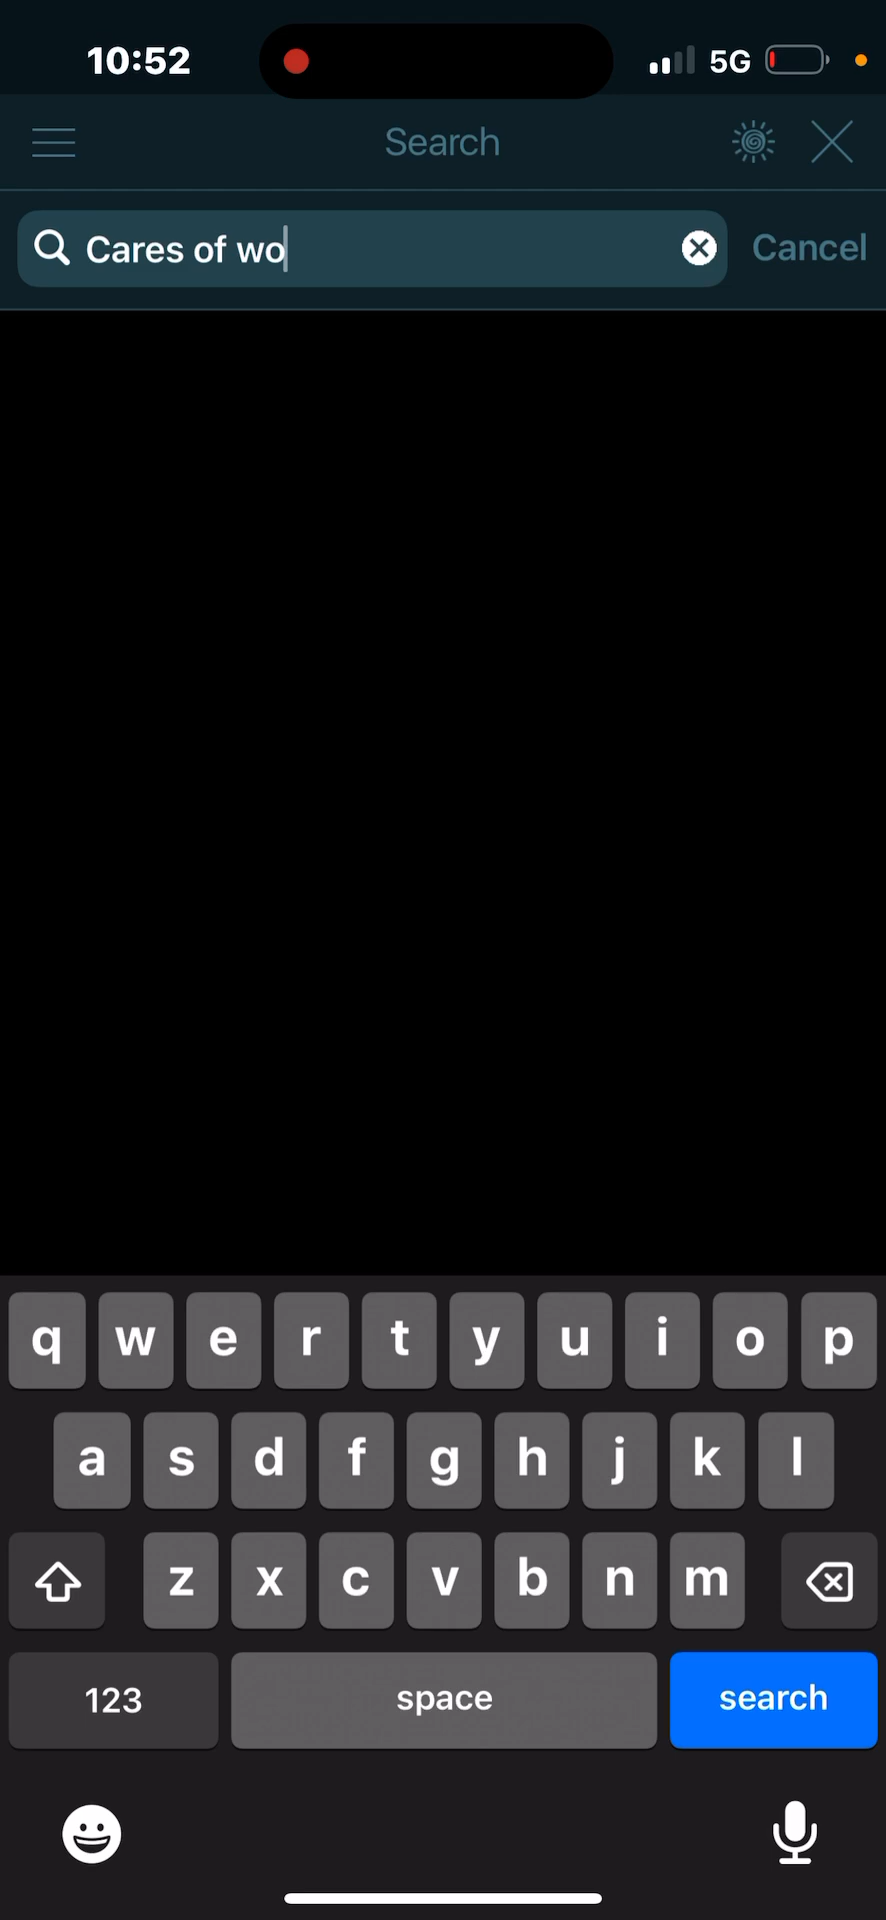 10:52
5G
Search
Cares of wo
Cancel
q w e r t y u i o p
a s d f g h j k l
z x c v b n m
123 space search